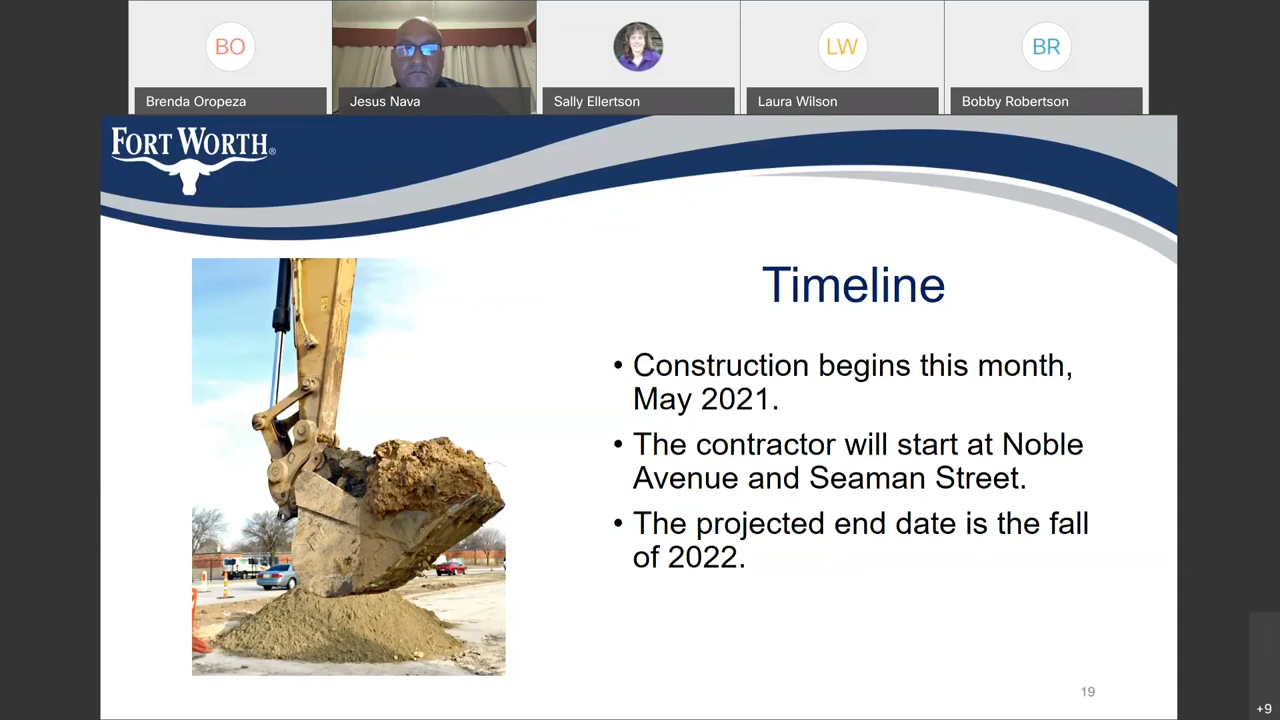 BO
LW
BR
Brenda Oropeza
Jesus Nava
Sally Ellertson
Laura Wilson
Bobby Robertson
FORT WORTH®
Timeline
• Construction begins this month,
May 2021.
• The contractor will start at Noble
Avenue and Seaman Street.
• The projected end date is the fall
of 2022.
19
+9